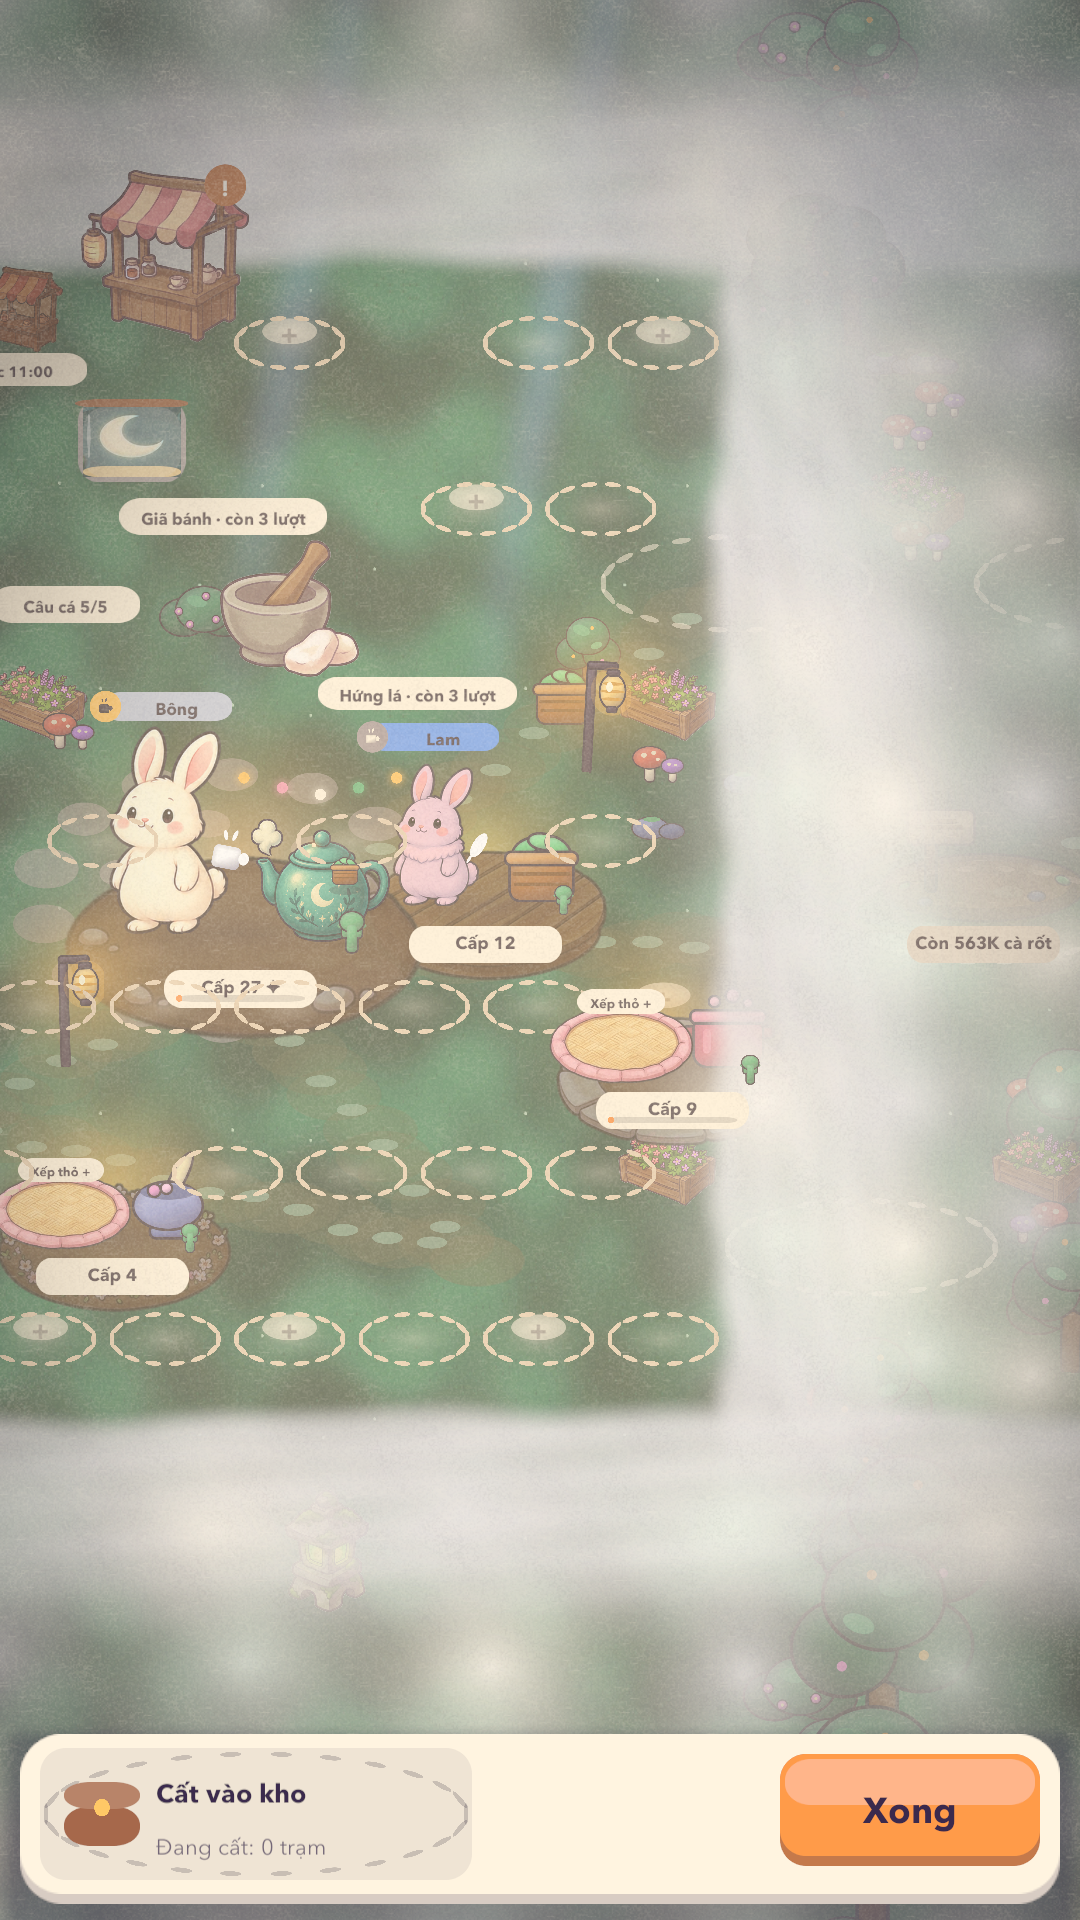 !
c 11:00
Giã bánh · còn 3 lượt
Câu cá 5/5
Hứng lá · còn 3 lượt
Bông
Lam
Cấp 12
Còn 563K cà rốt
Cấp 27
Xếp thỏ +
Cấp 9
Xếp thỏ +
Cấp 4
Cất vào kho
Đang cất: 0 trạm
Xong